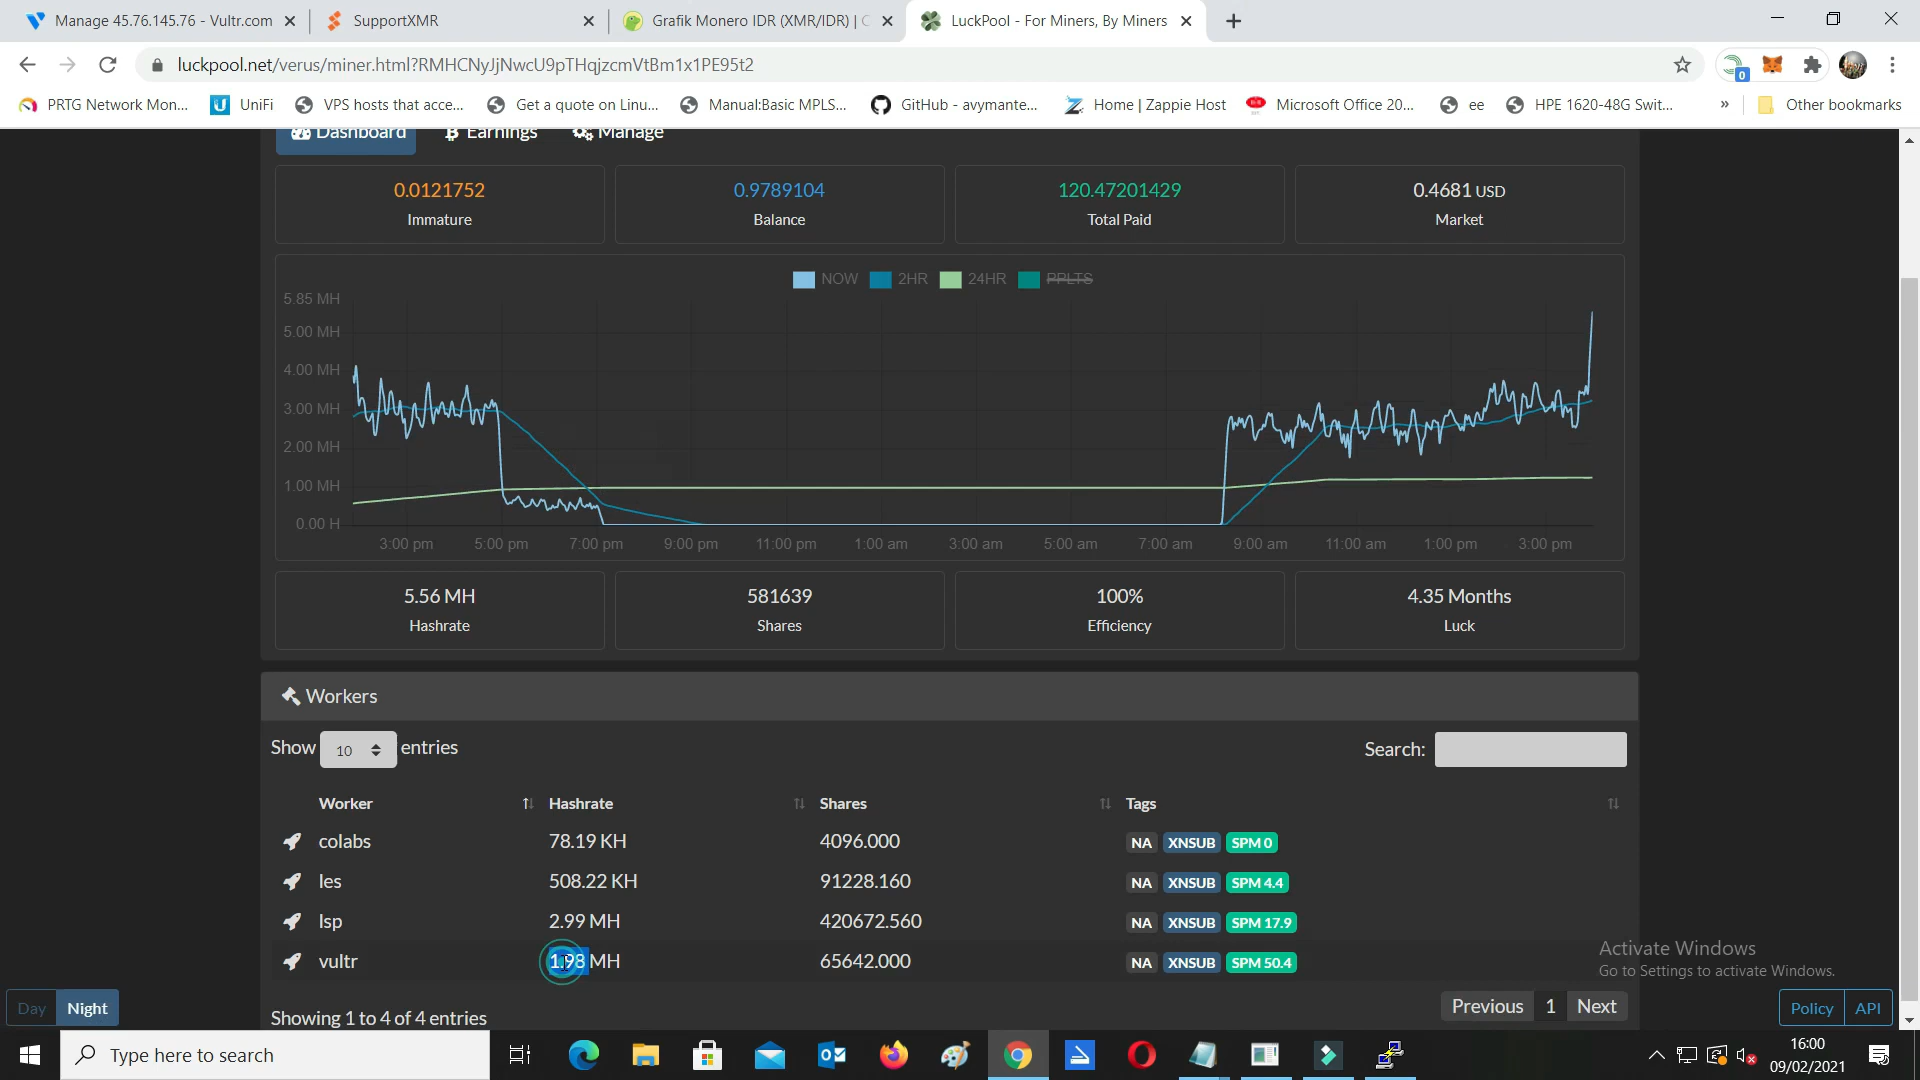 Manage 45.76.145.76 - Vultr.com
SupportXMR
Grafik Monero IDR (XMR/IDR) | C
LuckPool - For Miners, By Miners
luckpool.net/verus/miner.html?RMHCNyJjNwcU9pTHqjzcmVtBm1x1PE95t2
0
PRTG Network Mon...
UniFi
VPS hosts that acce...
Get a quote on Linu...
Manual:Basic MPLS...
GitHub - avymante...
Home | Zappie Host
Microsoft Office 20...
ee
HPE 1620-48G Swit...
»
Other bookmarks
Dashboard
Earnings
Manage
0.0121752
Immature
0.9789104
Balance
120.47201429
Total Paid
0.4681 USD
Market
NOW
2HR
24HR
PPLTS
5.85 MH
5.00 MH
4.00 MH
3.00 MH
2.00 MH
1.00 MH
0.00 H
3:00 pm
5:00 pm
7:00 pm
9:00 pm
11:00 pm
1:00 am
3:00 am
5:00 am
7:00 am
9:00 am
11:00 am
1:00 pm
3:00 pm
5.56 MH
Hashrate
581639
Shares
100%
Efficiency
4.35 Months
Luck
Workers
Show 10 entries
Search:
Worker Hashrate Shares Tags
colabs 78.19 KH 4096.000 NA XNSUB SPM 0
les 508.22 KH 91228.160 NA XNSUB SPM 4.4
lsp 2.99 MH 420672.560 NA XNSUB SPM 17.9
vultr 1.98 MH 65642.000 NA XNSUB SPM 50.4
Activate Windows
Go to Settings to activate Windows.
Showing 1 to 4 of 4 entries
Previous 1 Next
Day Night
Policy API
Type here to search
16:00
09/02/2021